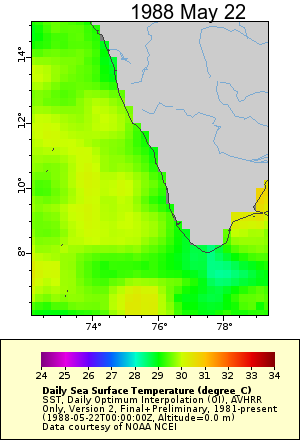 1988 May 22
14°
12°
10°
8°
74°
76°
78°
24 25 26 27 28 29 30 31 32 33 34
Daily Sea Surface Temperature (degree_C)
SST, Daily Optimum Interpolation (OI), AVHRR
Only, Version 2, Final+Preliminary, 1981-present
(1988-05-22T00:00:00Z, Altitude=0.0 m)
Data courtesy of NOAA NCEI